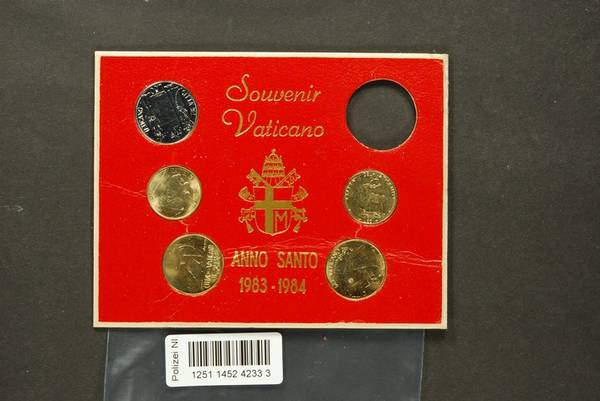 Souvenir
Vaticano
M
ANNO SANTO
1983-1984
Polizei NI
1251 1452 4233 3